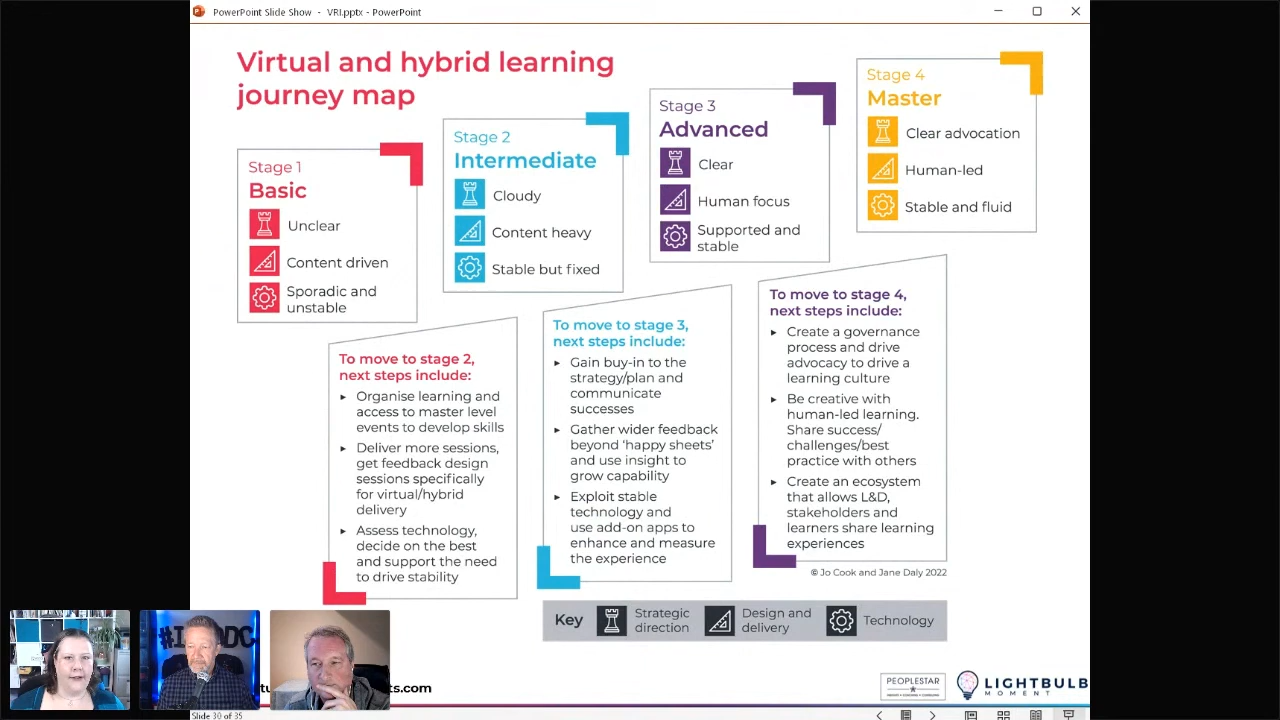 PowerPoint Slide Show - VRI.pptx - PowerPoint
Virtual and hybrid learning
journey map
Stage 1
Basic
Unclear
Content driven
Sporadic and
unstable
Stage 2
Intermediate
Cloudy
Content heavy
Stable but fixed
Stage 3
Advanced
Clear
Human focus
Supported and
stable
Stage 4
Master
Clear advocation
Human-led
Stable and fluid
To move to stage 2,
next steps include:
▸ Organise learning and
access to master level
events to develop skills
▸ Deliver more sessions,
get feedback design
sessions specifically
for virtual/hybrid
delivery
▸ Assess technology,
decide on the best
and support the need
to drive stability
To move to stage 3,
next steps include:
▸ Gain buy-in to the
strategy/plan and
communicate
successes
▸ Gather wider feedback
beyond ‘happy sheets’
and use insight to
grow capability
▸ Exploit stable
technology and
use add-on apps to
enhance and measure
the experience
To move to stage 4,
next steps include:
▸ Create a governance
process and drive
advocacy to drive a
learning culture
▸ Be creative with
human-led learning.
Share success/
challenges/best
practice with others
▸ Create an ecosystem
that allows L&D,
stakeholders and
learners share learning
experiences
© Jo Cook and Jane Daly 2022
Key
Strategic
direction
Design and
delivery
Technology
ts.com
PEOPLESTAR
LIGHTBULB
MOMENT
Slide 30 of 35